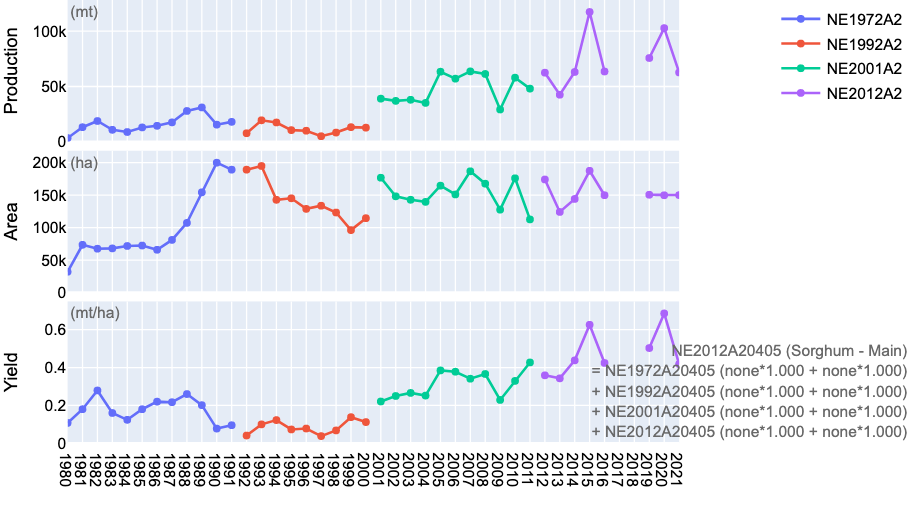 (mt)
Production
100k
50k
0
NE1972A2
NE1992A2
NE2001A2
NE2012A2
(ha)
Area
200k
150k
100k
50k
0
(mt/ha)
Yield
0.6
0.4
0.2
0
NE2012A20405 (Sorghum - Main)
= NE1972A20405 (none*1.000 + none*1.000)
+ NE1992A20405 (none*1.000 + none*1.000)
+ NE2001A20405 (none*1.000 + none*1.000)
+ NE2012A20405 (none*1.000 + none*1.000)
1980 1981 1982 1983 1984 1985 1986 1987 1988 1989 1990 1991 1992 1993 1994 1995 1996 1997 1998 1999 2000 2001 2002 2003 2004 2005 2006 2007 2008 2009 2010 2011 2012 2013 2014 2015 2016 2017 2018 2019 2020 2021